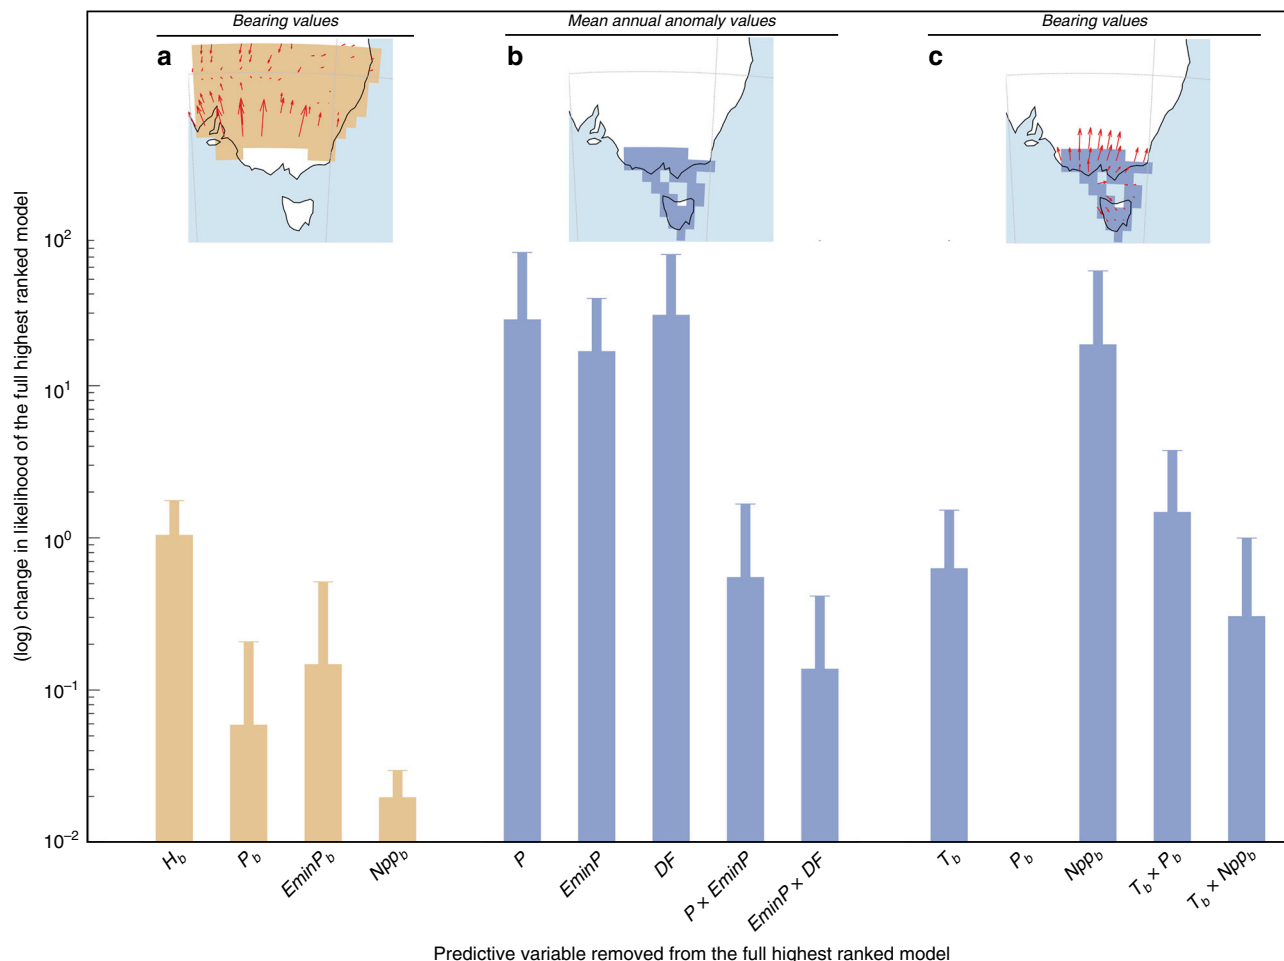 Bearing values
Mean annual anomaly values
Bearing values
a
b
c
(log) change in likelihood of the full highest ranked model
10²
10¹
10⁰
10⁻¹
10⁻²
H_b
P_b
EminP_b
Npp_b
P
EminP
DF
P × EminP
EminP × DF
T_b
P_b
Npp_b
T_b × P_b
T_b × Npp_b
Predictive variable removed from the full highest ranked model